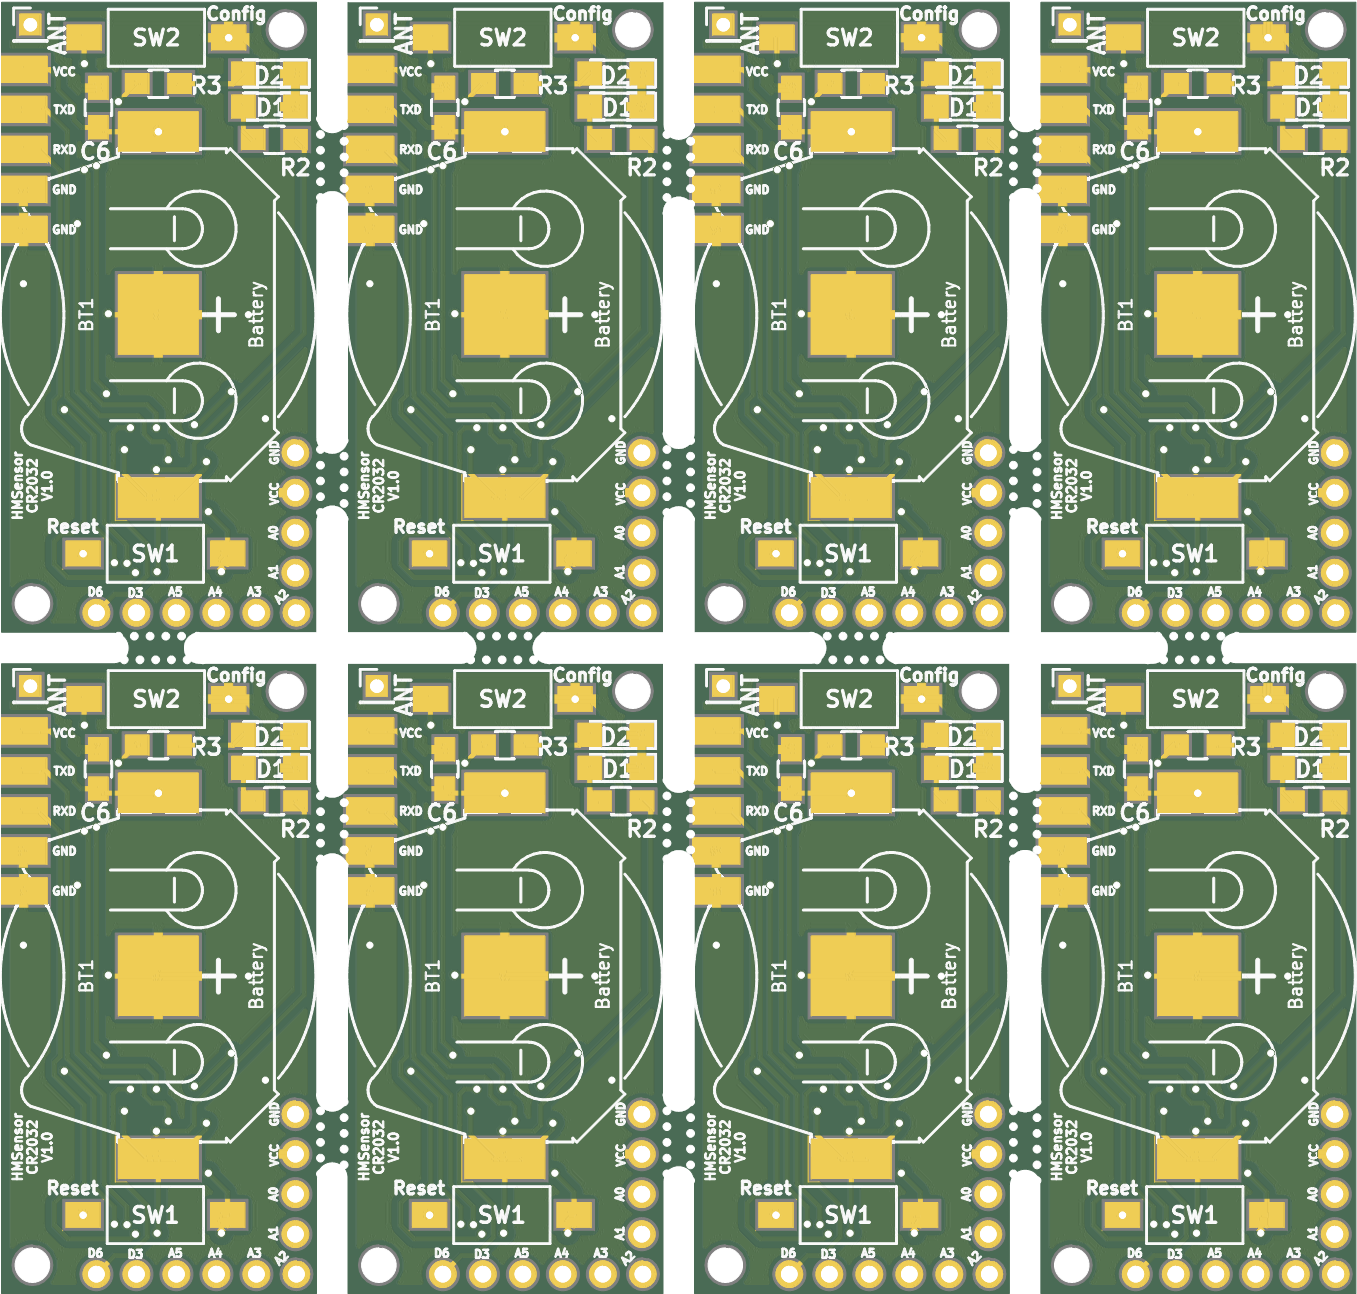 Config
ANT
SW2
VCC
D2
R3
TXD
D1
RXD
C6
R2
GND
GND
BT1
+
Battery
GND
HMSensor
CR2032
V1.0
VCC
Reset
A0
SW1
A1
D6 D3 A5 A4 A3 A2
Config
ANT
SW2
VCC
D2
R3
TXD
D1
RXD
C6
R2
GND
GND
BT1
+
Battery
GND
HMSensor
CR2032
V1.0
VCC
Reset
A0
SW1
A1
D6 D3 A5 A4 A3 A2
Config
ANT
SW2
VCC
D2
R3
TXD
D1
RXD
C6
R2
GND
GND
BT1
+
Battery
GND
HMSensor
CR2032
V1.0
VCC
Reset
A0
SW1
A1
D6 D3 A5 A4 A3 A2
Config
ANT
SW2
VCC
D2
R3
TXD
D1
RXD
C6
R2
GND
GND
BT1
+
Battery
GND
HMSensor
CR2032
V1.0
VCC
Reset
A0
SW1
A1
D6 D3 A5 A4 A3 A2
Config
ANT
SW2
VCC
D2
R3
TXD
D1
RXD
C6
R2
GND
GND
BT1
+
Battery
GND
HMSensor
CR2032
V1.0
VCC
Reset
A0
SW1
A1
D6 D3 A5 A4 A3 A2
Config
ANT
SW2
VCC
D2
R3
TXD
D1
RXD
C6
R2
GND
GND
BT1
+
Battery
GND
HMSensor
CR2032
V1.0
VCC
Reset
A0
SW1
A1
D6 D3 A5 A4 A3 A2
Config
ANT
SW2
VCC
D2
R3
TXD
D1
RXD
C6
R2
GND
GND
BT1
+
Battery
GND
HMSensor
CR2032
V1.0
VCC
Reset
A0
SW1
A1
D6 D3 A5 A4 A3 A2
Config
ANT
SW2
VCC
D2
R3
TXD
D1
RXD
C6
R2
GND
GND
BT1
+
Battery
GND
HMSensor
CR2032
V1.0
VCC
Reset
A0
SW1
A1
D6 D3 A5 A4 A3 A2